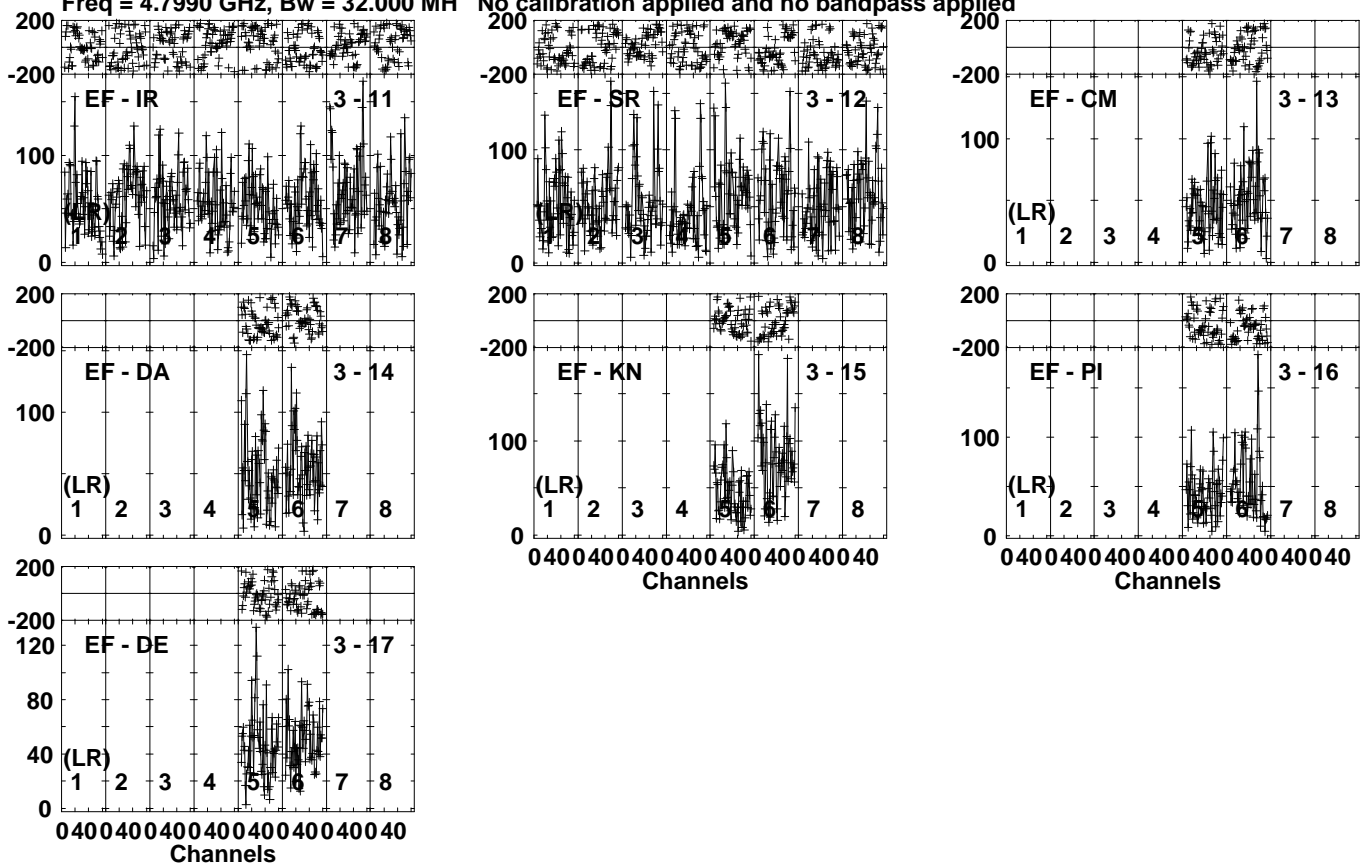 Freq = 4.7990 GHz, Bw = 32.000 MH No calibration applied and no bandpass applied
200
-200
EF - IR 3 - 11
100
(LR)
1 2 3 4 5 6 7 8
0
200
-200
EF - SR 3 - 12
100
(LR)
1 2 3 4 5 6 7 8
0
200
-200
EF - CM 3 - 13
100
(LR)
1 2 3 4 5 6 7 8
0
200
-200
EF - DA 3 - 14
100
(LR)
1 2 3 4 5 6 7 8
0
200
-200
EF - KN 3 - 15
100
(LR)
1 2 3 4 5 6 7 8
0
0 40 0 40 0 40 0 40 0 40 0 40 0 40 0 40
Channels
200
-200
EF - PI 3 - 16
100
(LR)
1 2 3 4 5 6 7 8
0
0 40 0 40 0 40 0 40 0 40 0 40 0 40 0 40
Channels
200
-200
120
EF - DE 3 - 17
80
40
(LR)
1 2 3 4 5 6 7 8
0
0 40 0 40 0 40 0 40 0 40 0 40 0 40 0 40
Channels